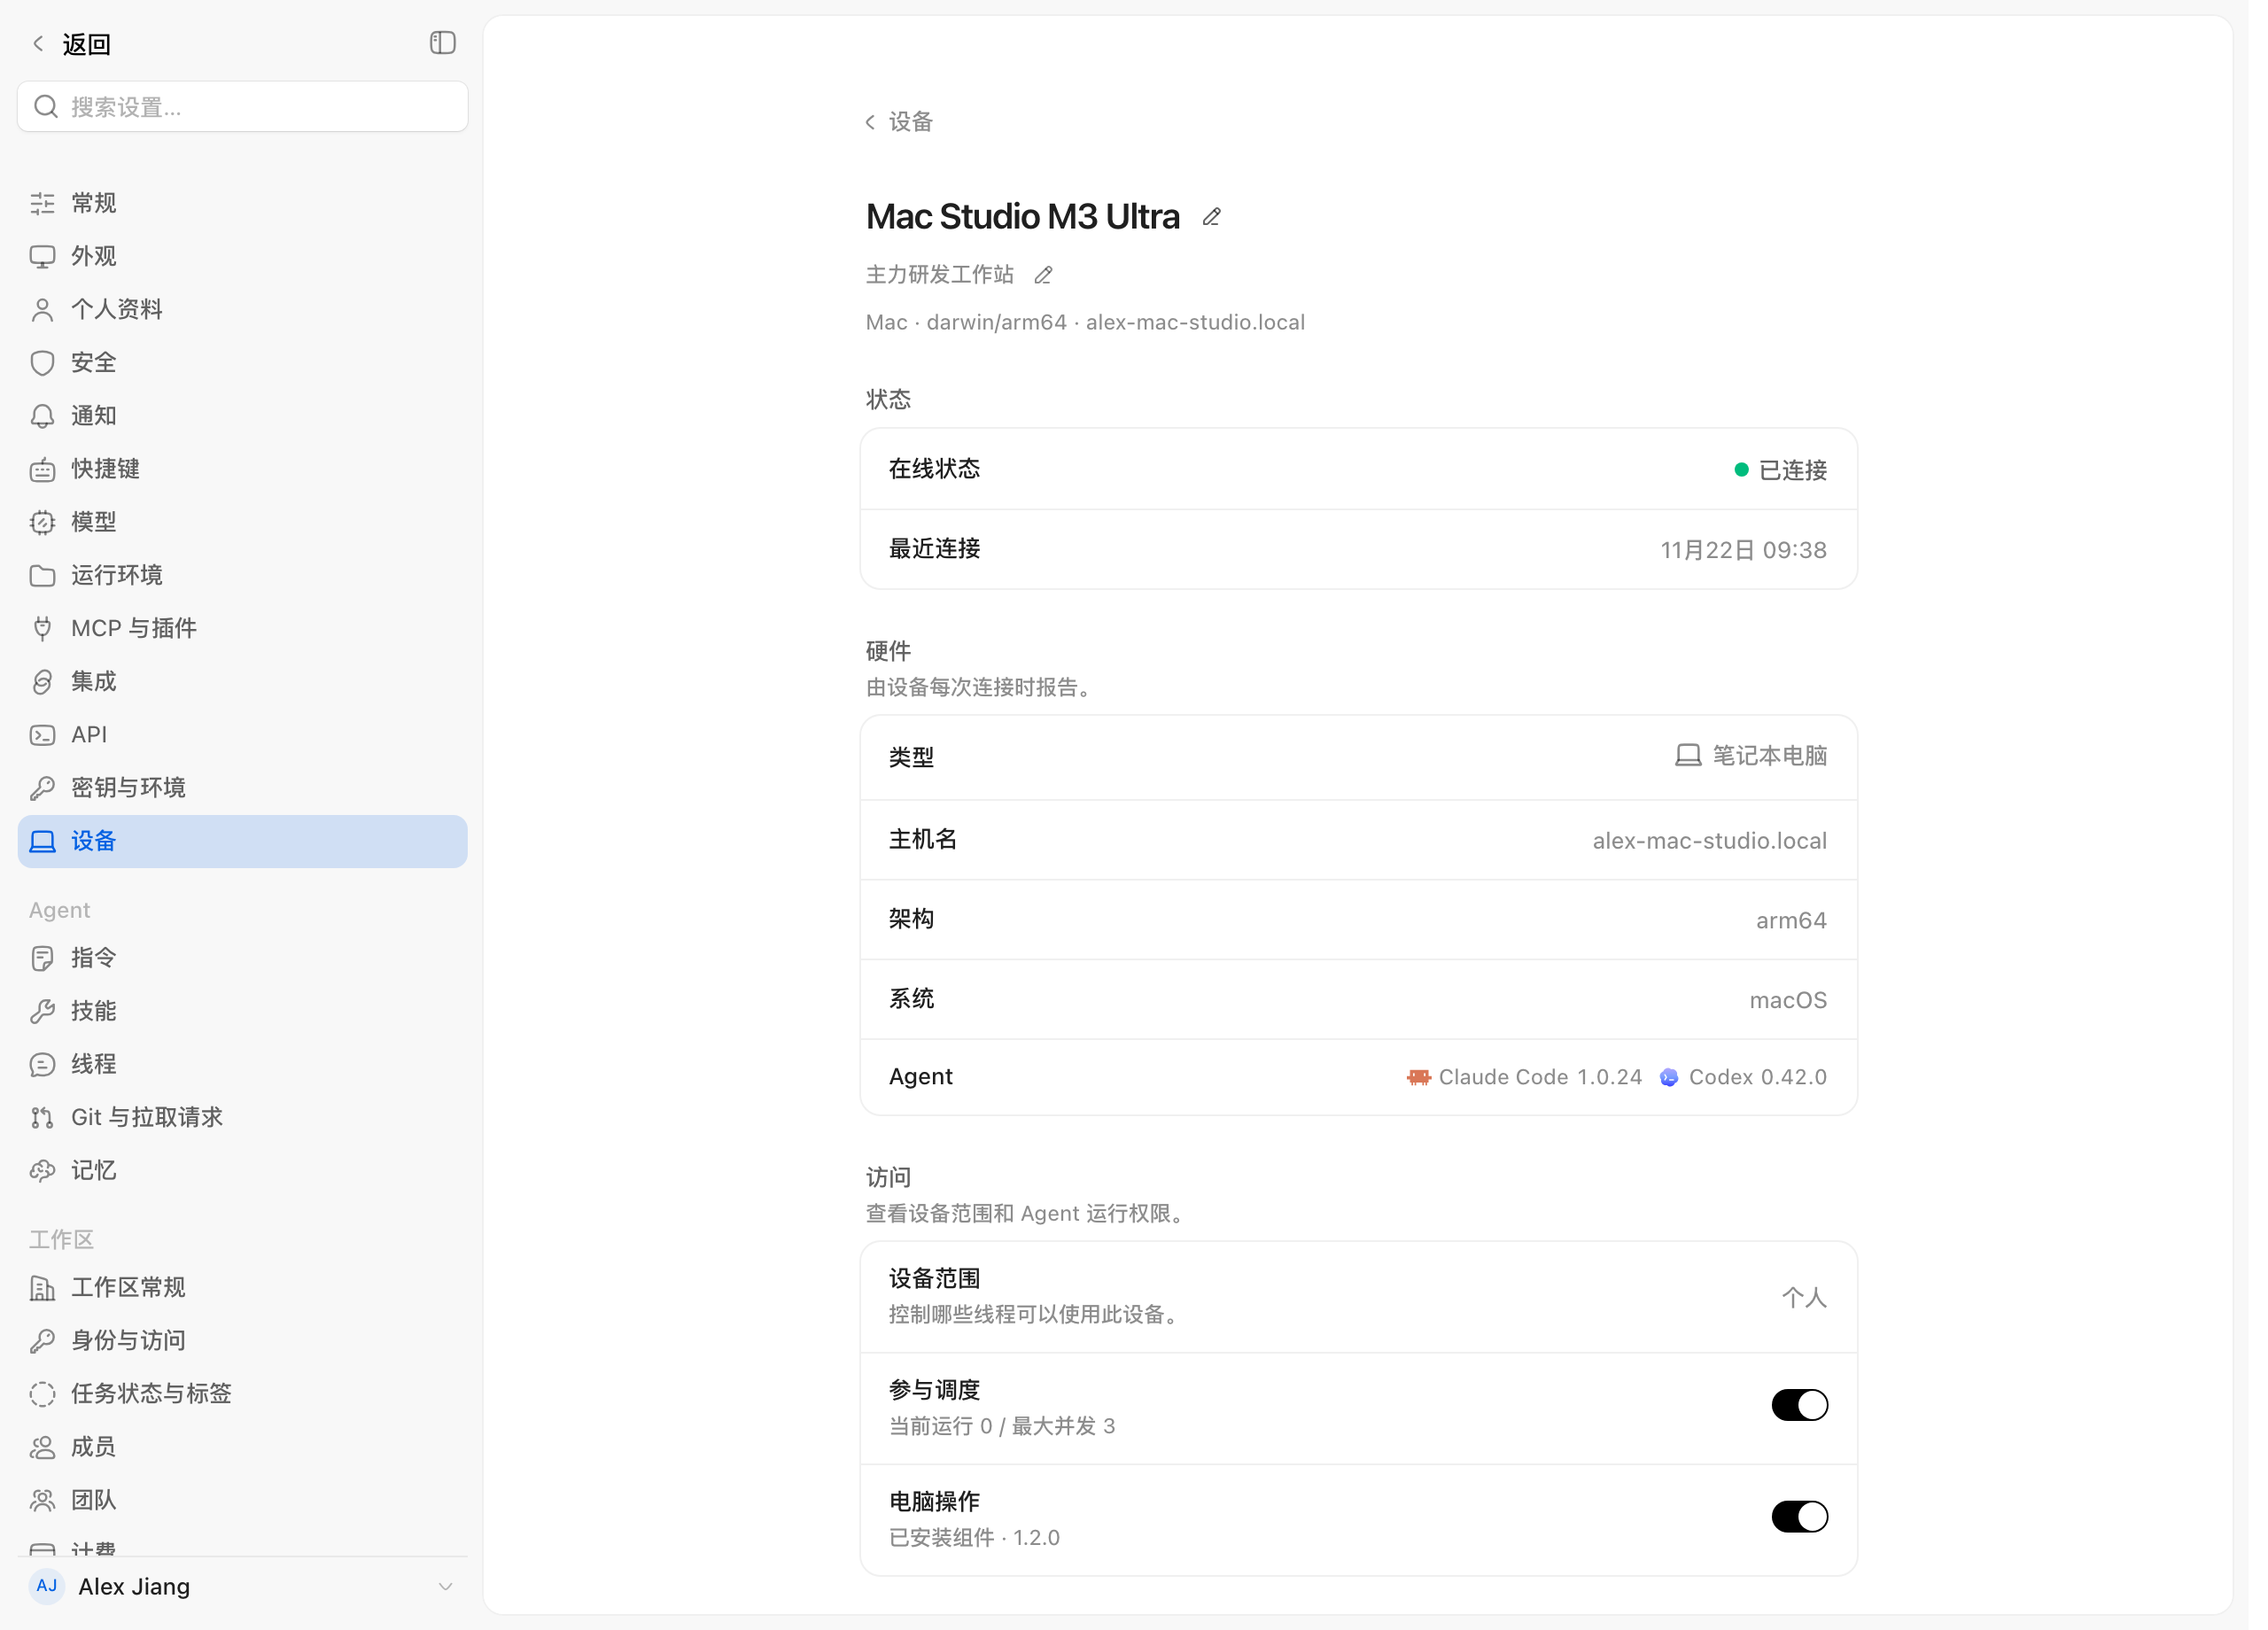 返回
搜索设置...
常规
外观
个人资料
安全
通知
快捷键
模型
运行环境
MCP 与插件
集成
API
密钥与环境
设备
Agent
指令
技能
线程
Git 与拉取请求
记忆
工作区
工作区常规
身份与访问
任务状态与标签
成员
团队
计费
AJ Alex Jiang
设备
Mac Studio M3 Ultra
主力研发工作站
Mac · darwin/arm64 · alex-mac-studio.local
状态
在线状态 已连接
最近连接 11月22日 09:38
硬件
由设备每次连接时报告。
类型 笔记本电脑
主机名 alex-mac-studio.local
架构 arm64
系统 macOS
Agent Claude Code 1.0.24 Codex 0.42.0
访问
查看设备范围和 Agent 运行权限。
设备范围 个人
控制哪些线程可以使用此设备。
参与调度
当前运行 0 / 最大并发 3
电脑操作
已安装组件 · 1.2.0